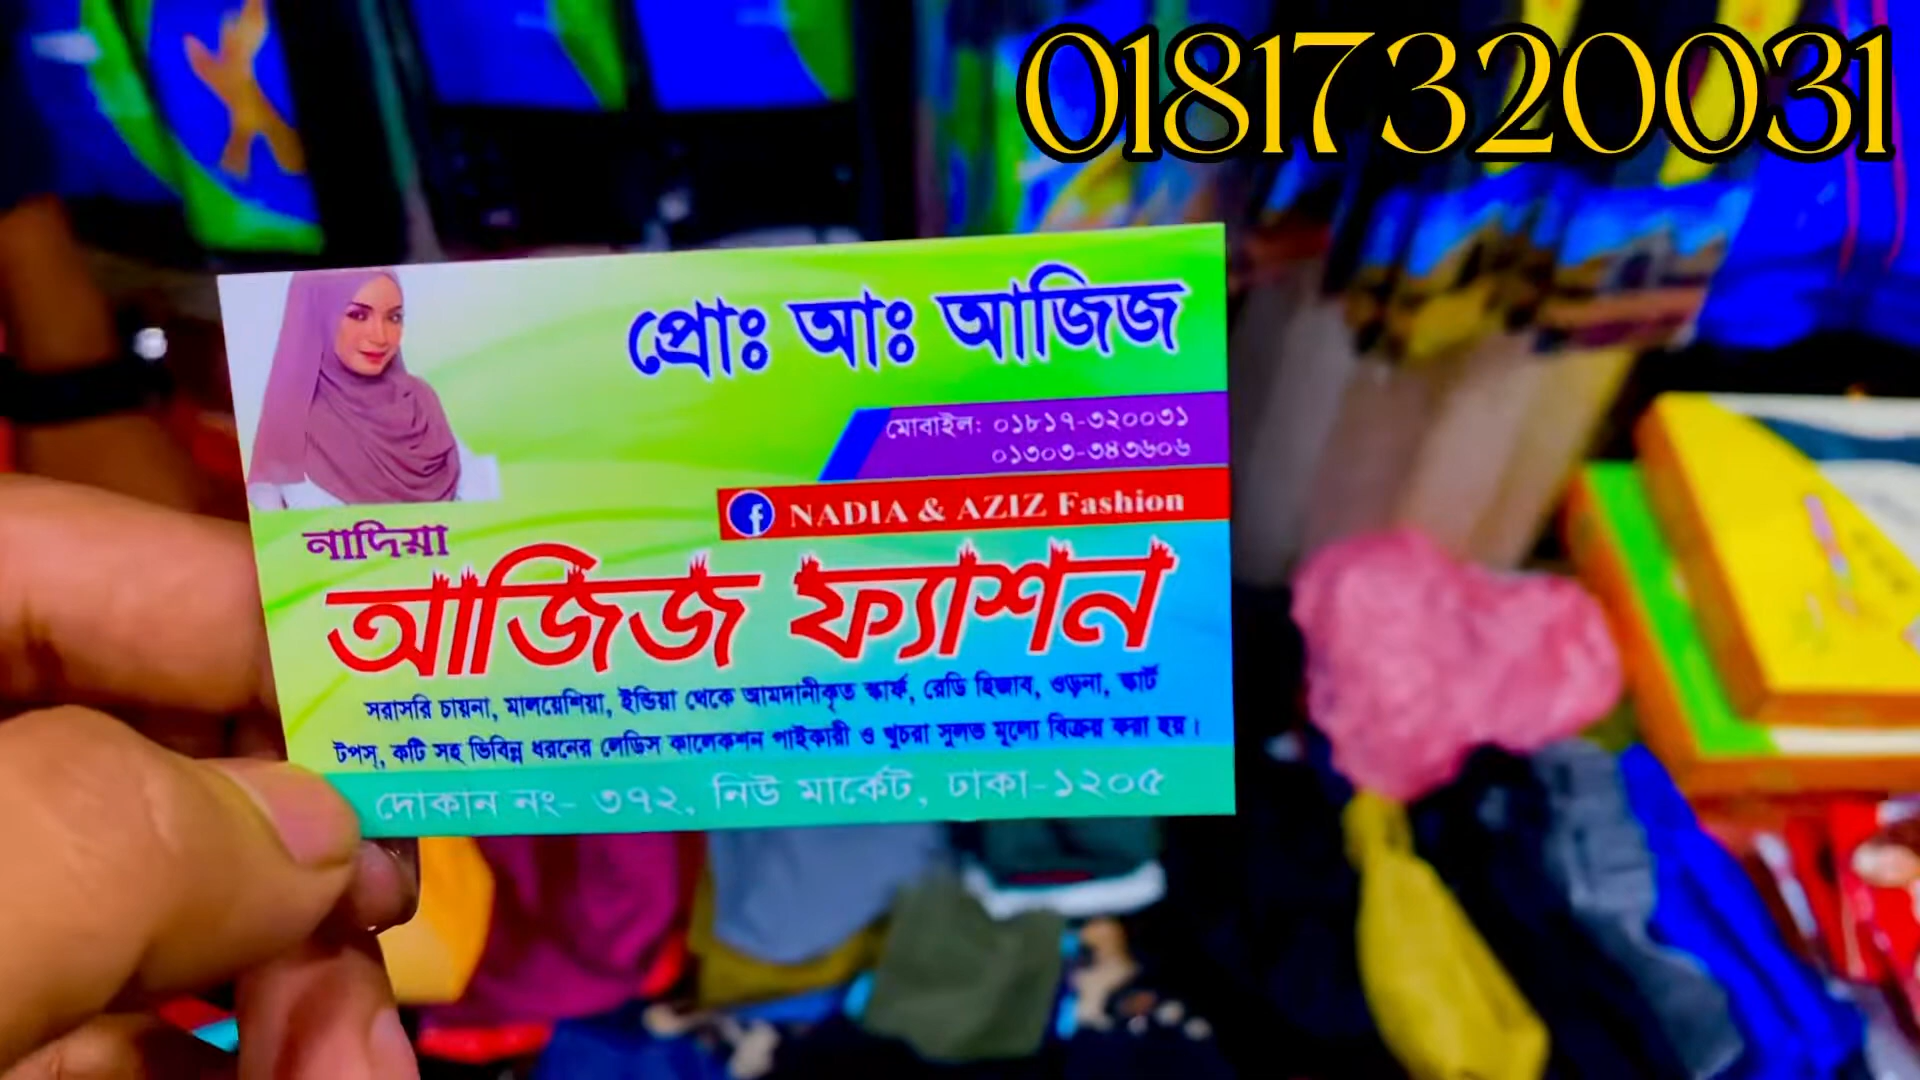 01817320031
প্রোঃ আঃ আজিজ
মোবাইল: ০১৮১৭-৩২০০৩১
০১৩০৩-৩৪৩৬০৬
NADIA & AZIZ Fashion
নাদিয়া
আজিজ ফ্যাশন
সরাসরি চায়না, মালয়েশিয়া, ইন্ডিয়া থেকে আমদানীকৃত স্কার্ফ, রেডি হিজাব, ওড়না, স্কার্ট
টপস্, কটি সহ বিভিন্ন ধরনের লেডিস কালেকশন পাইকারী ও খুচরা সুলভ মূল্যে বিক্রয় করা হয়।
দোকান নং- ৩৭২, নিউ মার্কেট, ঢাকা-১২০৫